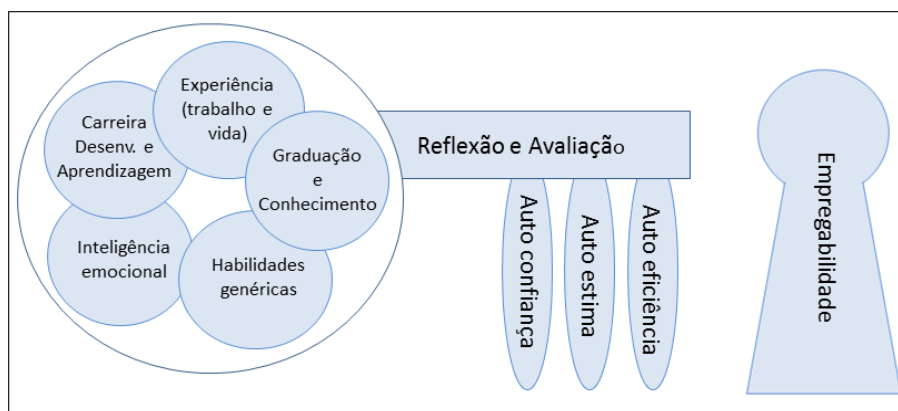 Experiência
(trabalho e
vida)
Carreira
Desenv. e
Aprendizagem
Graduação
e
Conhecimento
Inteligência
emocional
Habilidades
genéricas
Reflexão e Avaliação
Auto confiança
Auto estima
Auto eficiência
Empregabilidade